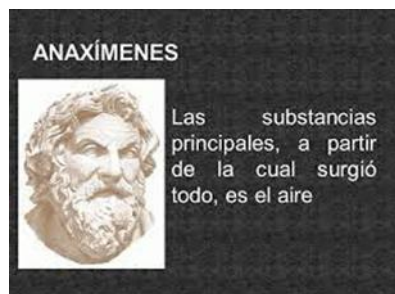 ANAXÍMENES
Las substancias
principales, a partir
de la cual surgió
todo, es el aire